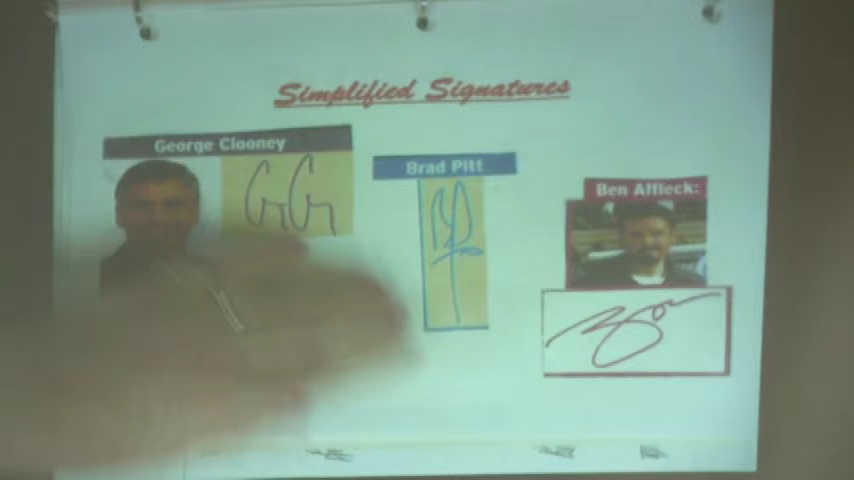 Simplified Signatures
George Clooney
Brad Pitt
Ben Affleck: